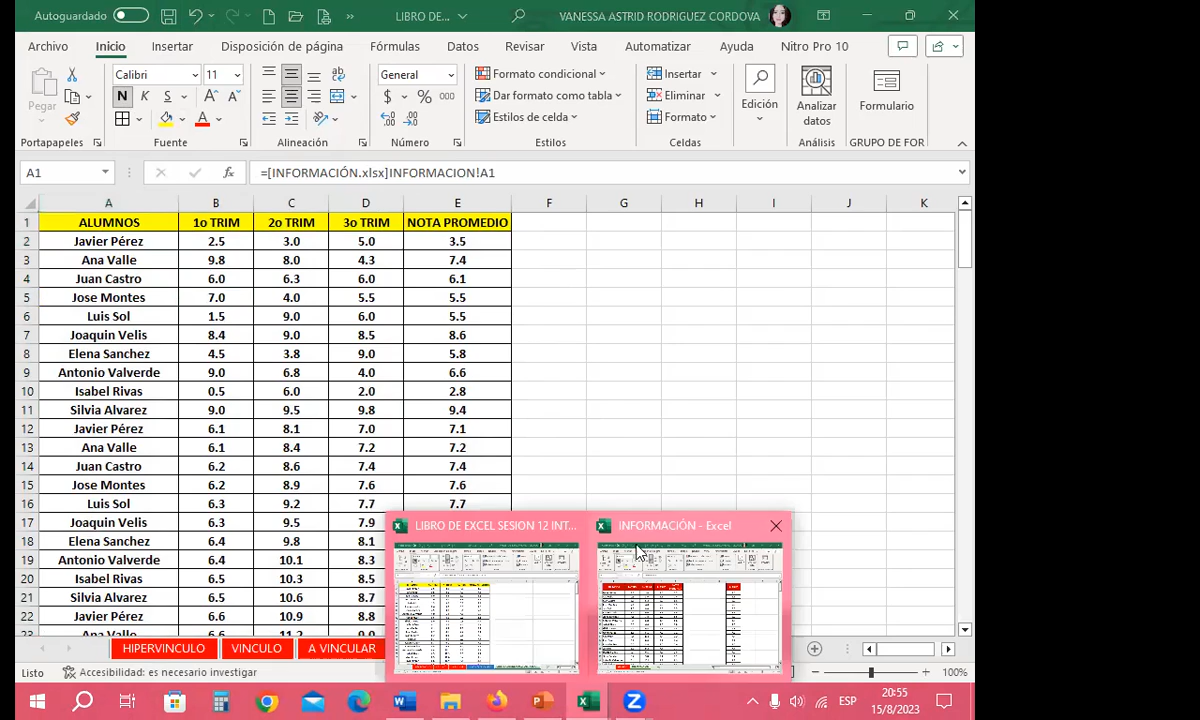 Autoguardado LIBRO DE... VANESSA ASTRID RODRIGUEZ CORDOVA
Archivo Inicio Insertar Disposición de página Fórmulas Datos Revisar Vista Automatizar Ayuda Nitro Pro 10
Pegar Calibri 11 General Formato condicional Insertar Edición Analizar datos Formulario
N K S $ % 000 Dar formato como tabla Eliminar
Estilos de celda Formato
Portapapeles Fuente Alineación Número Estilos Celdas Análisis GRUPO DE FOR
A1 fx =[INFORMACIÓN.xlsx]INFORMACION!A1
A B C D E F G H I J K
1 ALUMNOS 1o TRIM 2o TRIM 3o TRIM NOTA PROMEDIO
2 Javier Pérez 2.5 3.0 5.0 3.5
3 Ana Valle 9.8 8.0 4.3 7.4
4 Juan Castro 6.0 6.3 6.0 6.1
5 Jose Montes 7.0 4.0 5.5 5.5
6 Luis Sol 1.5 9.0 6.0 5.5
7 Joaquin Velis 8.4 9.0 8.5 8.6
8 Elena Sanchez 4.5 3.8 9.0 5.8
9 Antonio Valverde 9.0 6.8 4.0 6.6
10 Isabel Rivas 0.5 6.0 2.0 2.8
11 Silvia Alvarez 9.0 9.5 9.8 9.4
12 Javier Pérez 6.1 8.1 7.0 7.1
13 Ana Valle 6.1 8.4 7.2 7.2
14 Juan Castro 6.2 8.6 7.4 7.4
15 Jose Montes 6.2 8.9 7.6 7.6
16 Luis Sol 6.3 9.2 7.7 7.7
17 Joaquin Velis 6.3 9.5 7.9
18 Elena Sanchez 6.4 9.8 8.1
19 Antonio Valverde 6.4 10.1 8.3
20 Isabel Rivas 6.5 10.3 8.5
21 Silvia Alvarez 6.5 10.6 8.7
22 Javier Pérez 6.6 10.9 8.8
23 Ana Valle 6.6 11.2 9.0
LIBRO DE EXCEL SESION 12 INT... INFORMACIÓN - Excel
HIPERVINCULO VINCULO A VINCULAR
Listo Accesibilidad: es necesario investigar 100%
ESP 20:55
15/8/2023